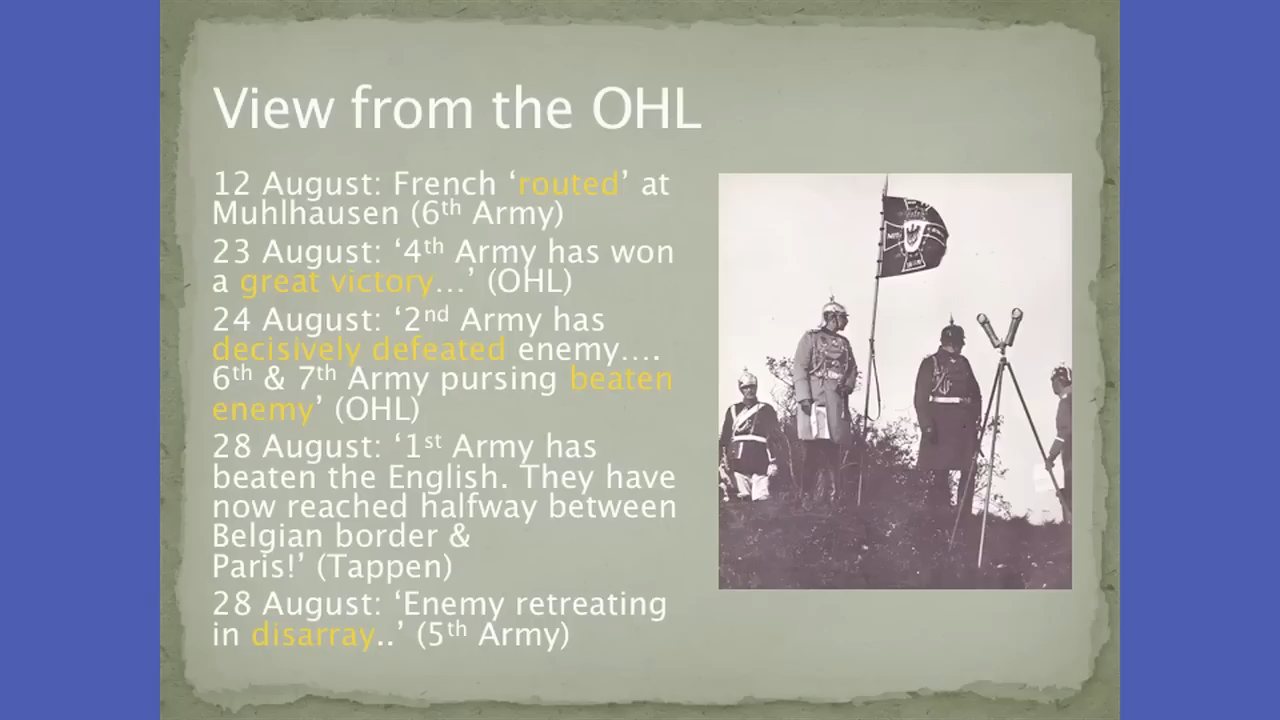 View from the OHL
12 August: French ‘routed’ at
Muhlhausen (6th Army)
23 August: ‘4th Army has won
a great victory…’ (OHL)
24 August: ‘2nd Army has
decisively defeated enemy….
6th & 7th Army pursing beaten
enemy’ (OHL)
28 August: ‘1st Army has
beaten the English. They have
now reached halfway between
Belgian border &
Paris!’ (Tappen)
28 August: ‘Enemy retreating
in disarray..’ (5th Army)